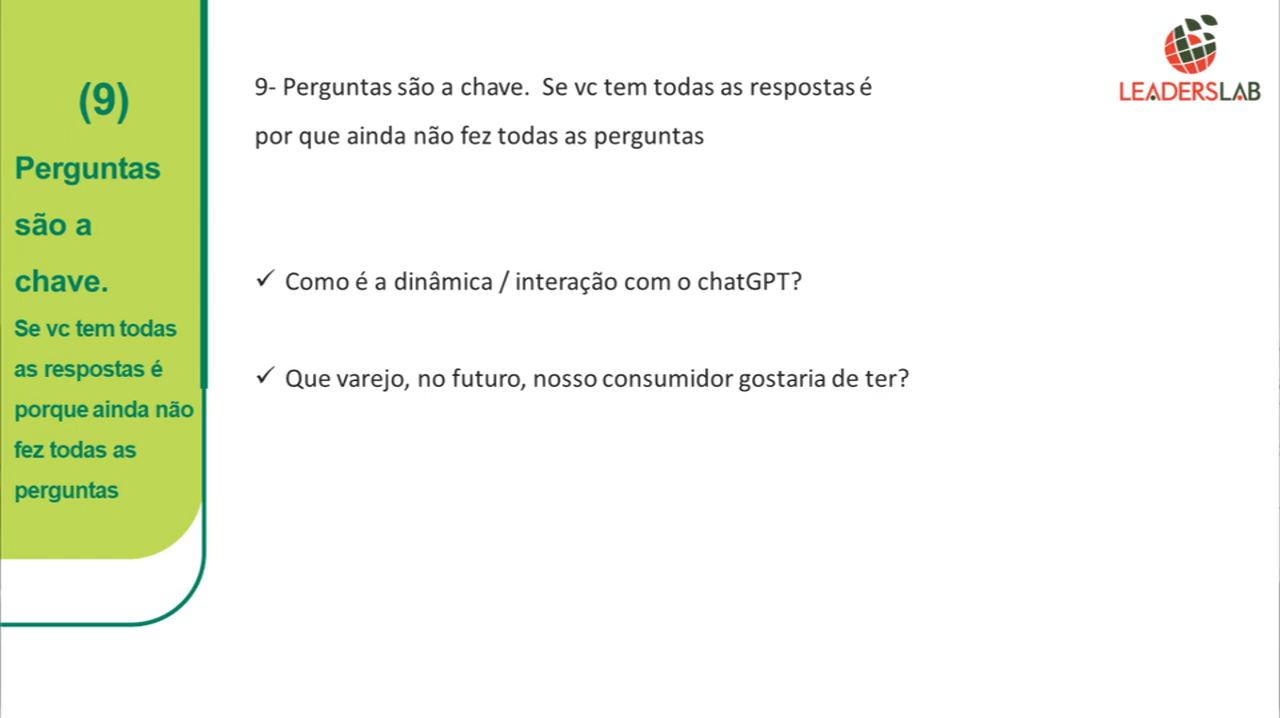 (9)
Perguntas
são a
chave.
Se vc tem todas
as respostas é
porque ainda não
fez todas as
perguntas
9- Perguntas são a chave.  Se vc tem todas as respostas é
por que ainda não fez todas as perguntas
✓ Como é a dinâmica / interação com o chatGPT?
✓ Que varejo, no futuro, nosso consumidor gostaria de ter?
LEADERSLAB